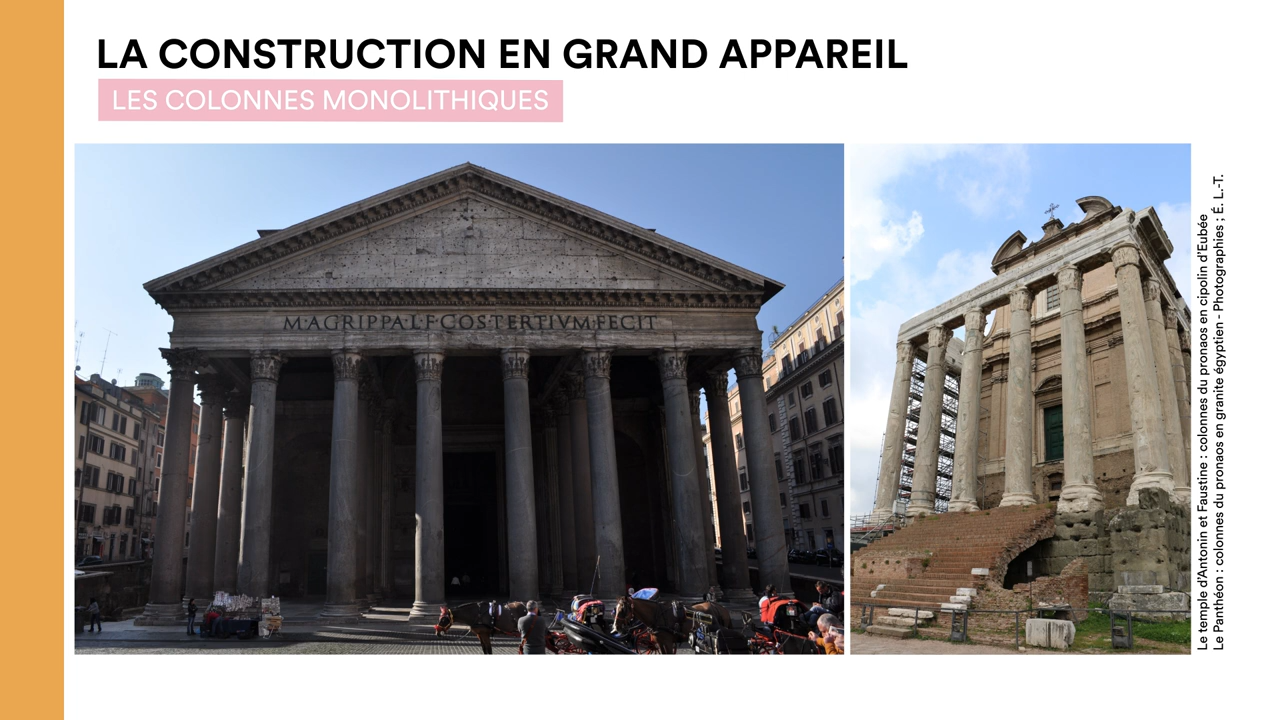 LA CONSTRUCTION EN GRAND APPAREIL
LES COLONNES MONOLITHIQUES
M·AGRIPPA·L·F·COS·TERTIVM·FECIT
Le temple d'Antonin et Faustine : colonnes du pronaos en cipolin d'Eubée
Le Panthéon : colonnes du pronaos en granite égyptien - Photographies ; É. L.-T.